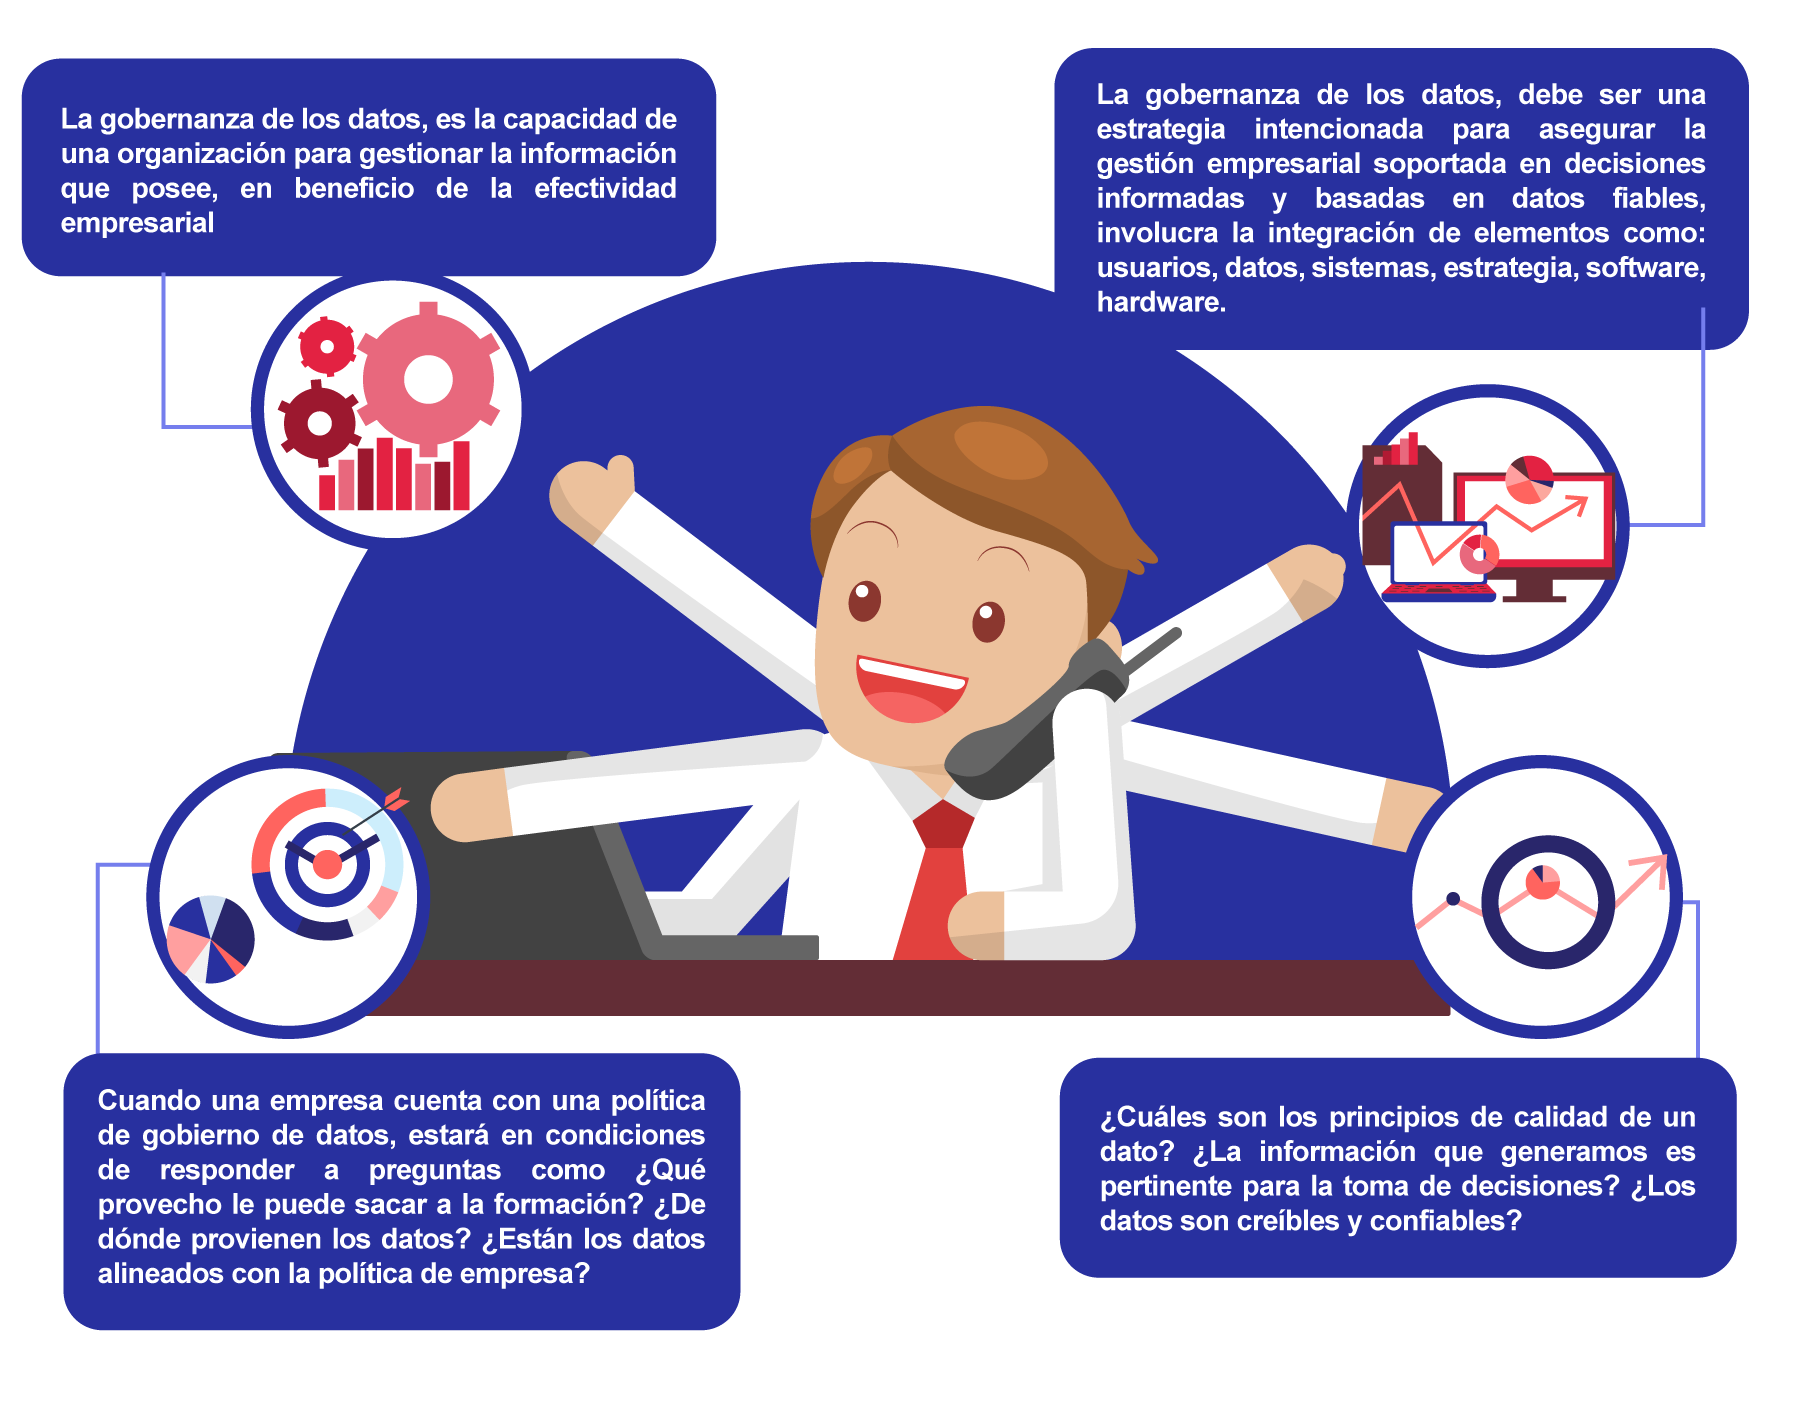 La gobernanza de los datos, es la capacidad de
una organización para gestionar la información
que posee, en beneficio de la efectividad
empresarial
La gobernanza de los datos, debe ser una
estrategia intencionada para asegurar la
gestión empresarial soportada en decisiones
informadas y basadas en datos fiables,
involucra la integración de elementos como:
usuarios, datos, sistemas, estrategia, software,
hardware.
Cuando una empresa cuenta con una política
de gobierno de datos, estará en condiciones
de responder a preguntas como ¿Qué
provecho le puede sacar a la formación? ¿De
dónde provienen los datos? ¿Están los datos
alineados con la política de empresa?
¿Cuáles son los principios de calidad de un
dato? ¿La información que generamos es
pertinente para la toma de decisiones? ¿Los
datos son creíbles y confiables?